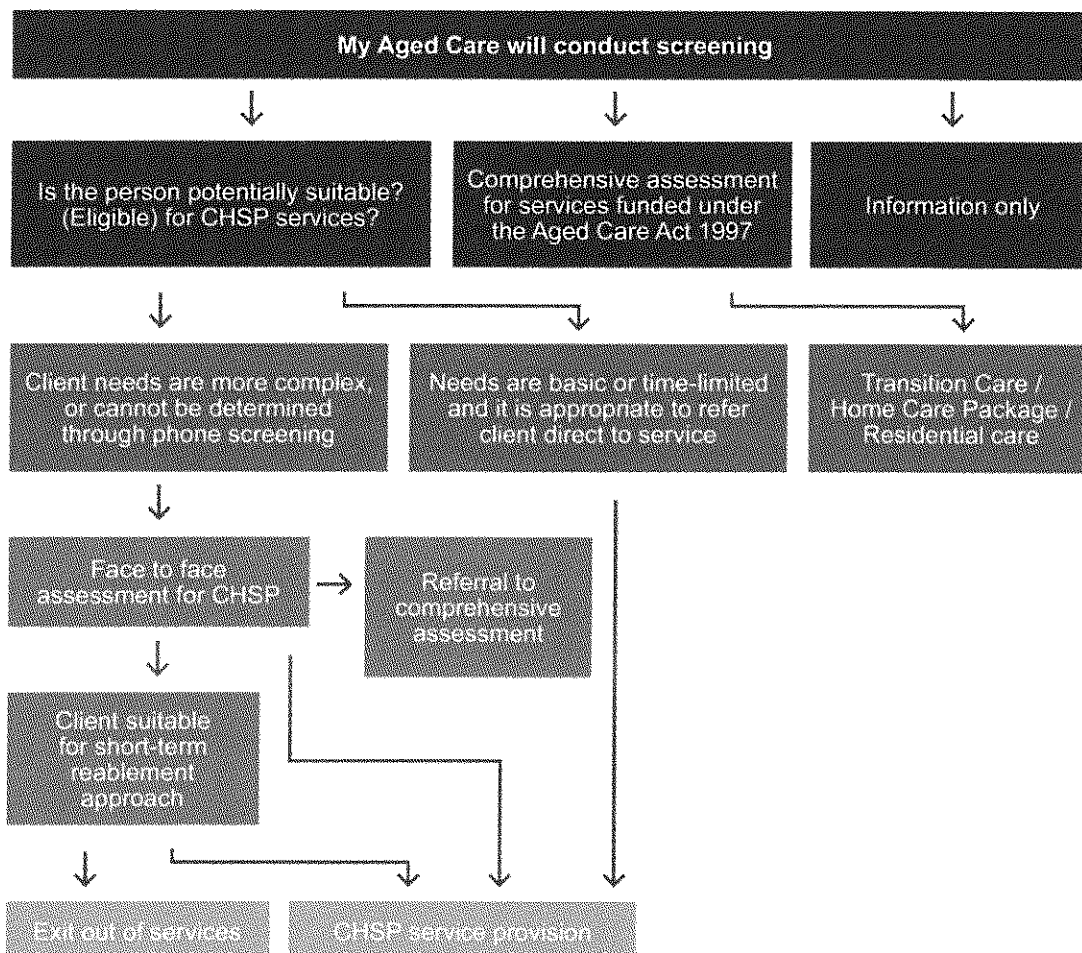 My Aged Care will conduct screening
Is the person potentially suitable?
(Eligible) for CHSP services?
Comprehensive assessment
for services funded under
the Aged Care Act 1997
Information only
Client needs are more complex,
or cannot be determined
through phone screening
Needs are basic or time-limited
and it is appropriate to refer
client direct to service
Transition Care /
Home Care Package /
Residential care
Face to face
assessment for CHSP
Referral to
comprehensive
assessment
Client suitable
for short-term
reablement
approach
Exit out of services
CHSP service provision